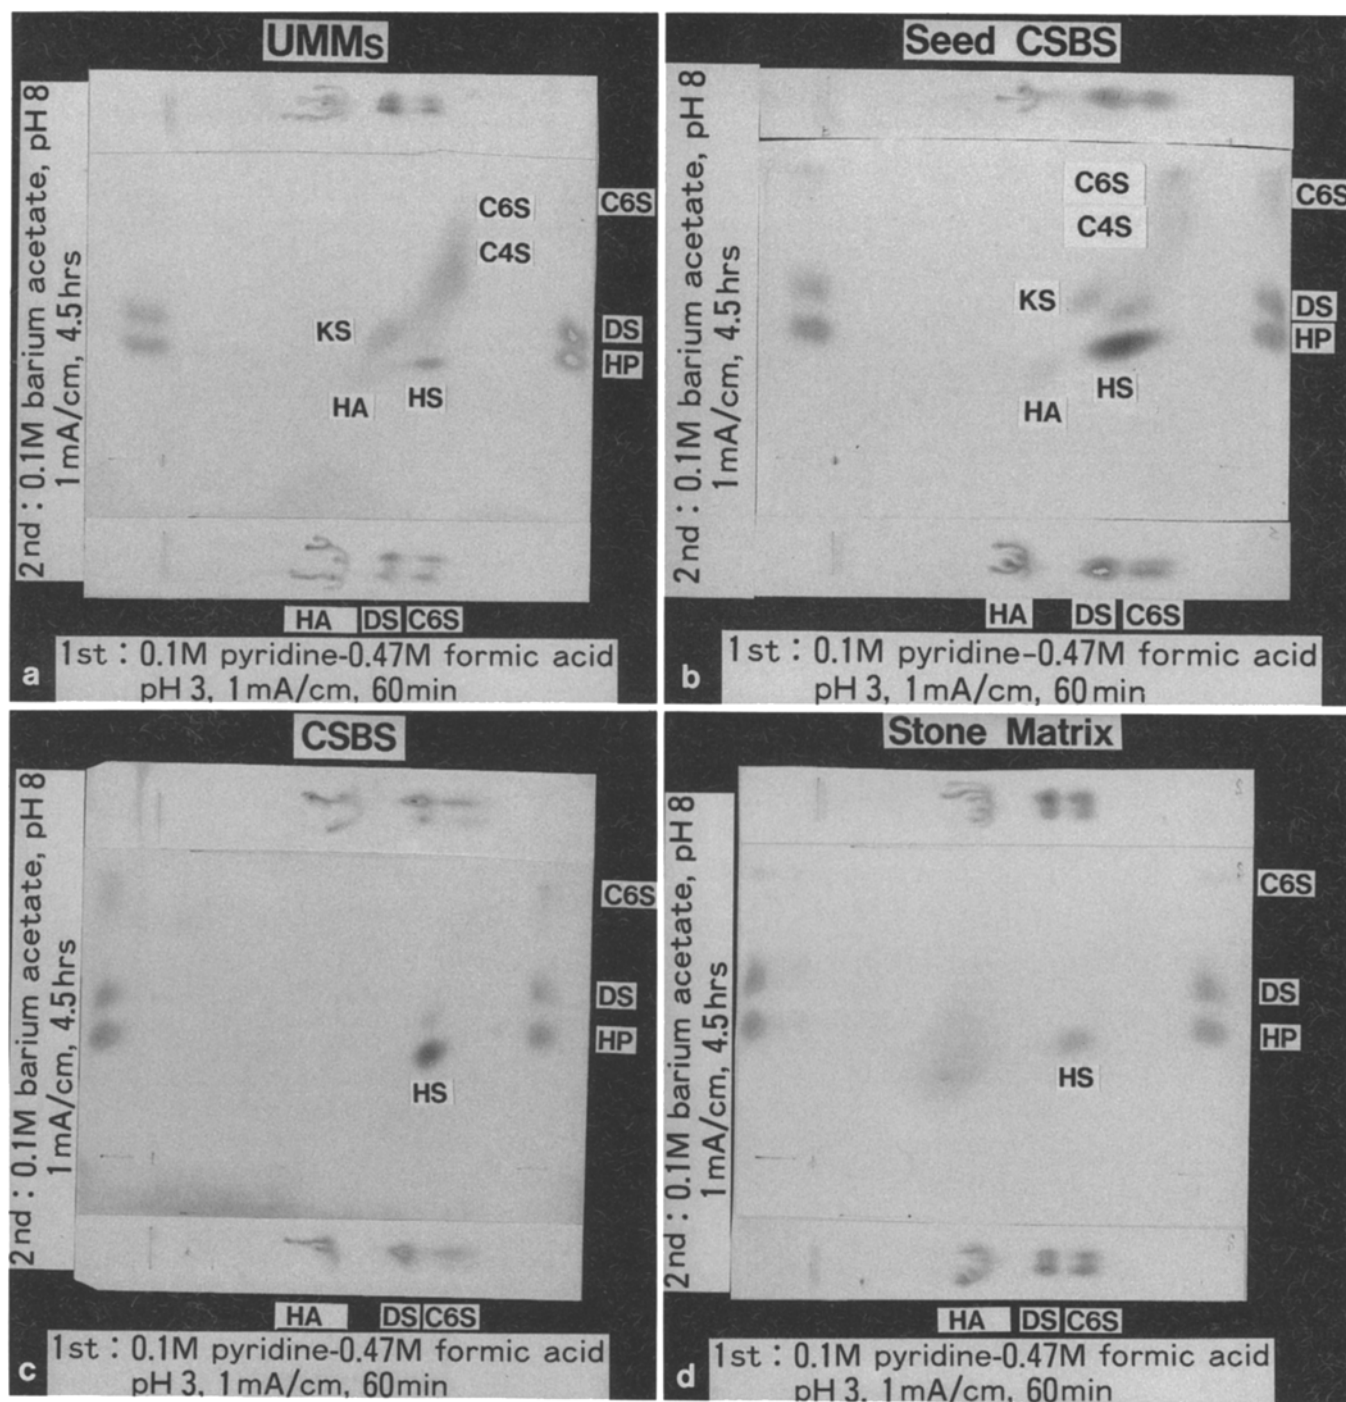 UMMs
2nd : 0.1M barium acetate, pH 8
1mA/cm, 4.5hrs
C6S
C4S
KS
HA
HS
C6S
DS
HP
HA DS C6S
1st : 0.1M pyridine-0.47M formic acid
pH 3, 1mA/cm, 60min
a
Seed CSBS
2nd : 0.1M barium acetate, pH 8
1mA/cm, 4.5hrs
C6S
C4S
KS
HS
HA
C6S
DS
HP
HA DS C6S
1st : 0.1M pyridine-0.47M formic acid
pH 3, 1mA/cm, 60min
b
CSBS
2nd : 0.1M barium acetate, pH 8
1mA/cm, 4.5hrs
HS
C6S
DS
HP
HA DS C6S
1st : 0.1M pyridine-0.47M formic acid
pH 3, 1mA/cm, 60min
c
Stone Matrix
2nd : 0.1M barium acetate, pH 8
1mA/cm, 4.5hrs
HS
C6S
DS
HP
HA DS C6S
1st : 0.1M pyridine-0.47M formic acid
pH 3, 1mA/cm, 60min
d